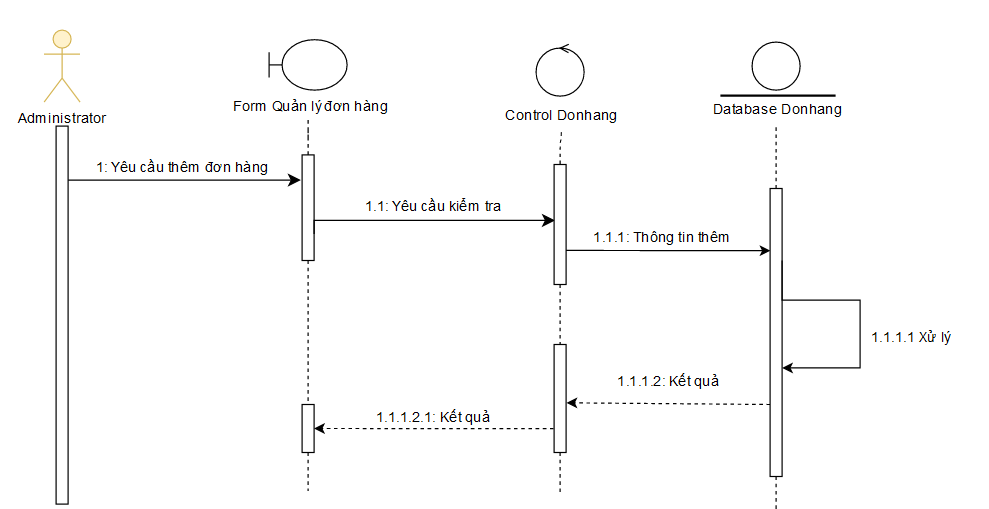 Administrator
Form Quản lý đơn hàng
Control Donhang
Database Donhang
1: Yêu cầu thêm đơn hàng
1.1: Yêu cầu kiểm tra
1.1.1: Thông tin thêm
1.1.1.1 Xử lý
1.1.1.2: Kết quả
1.1.1.2.1: Kết quả